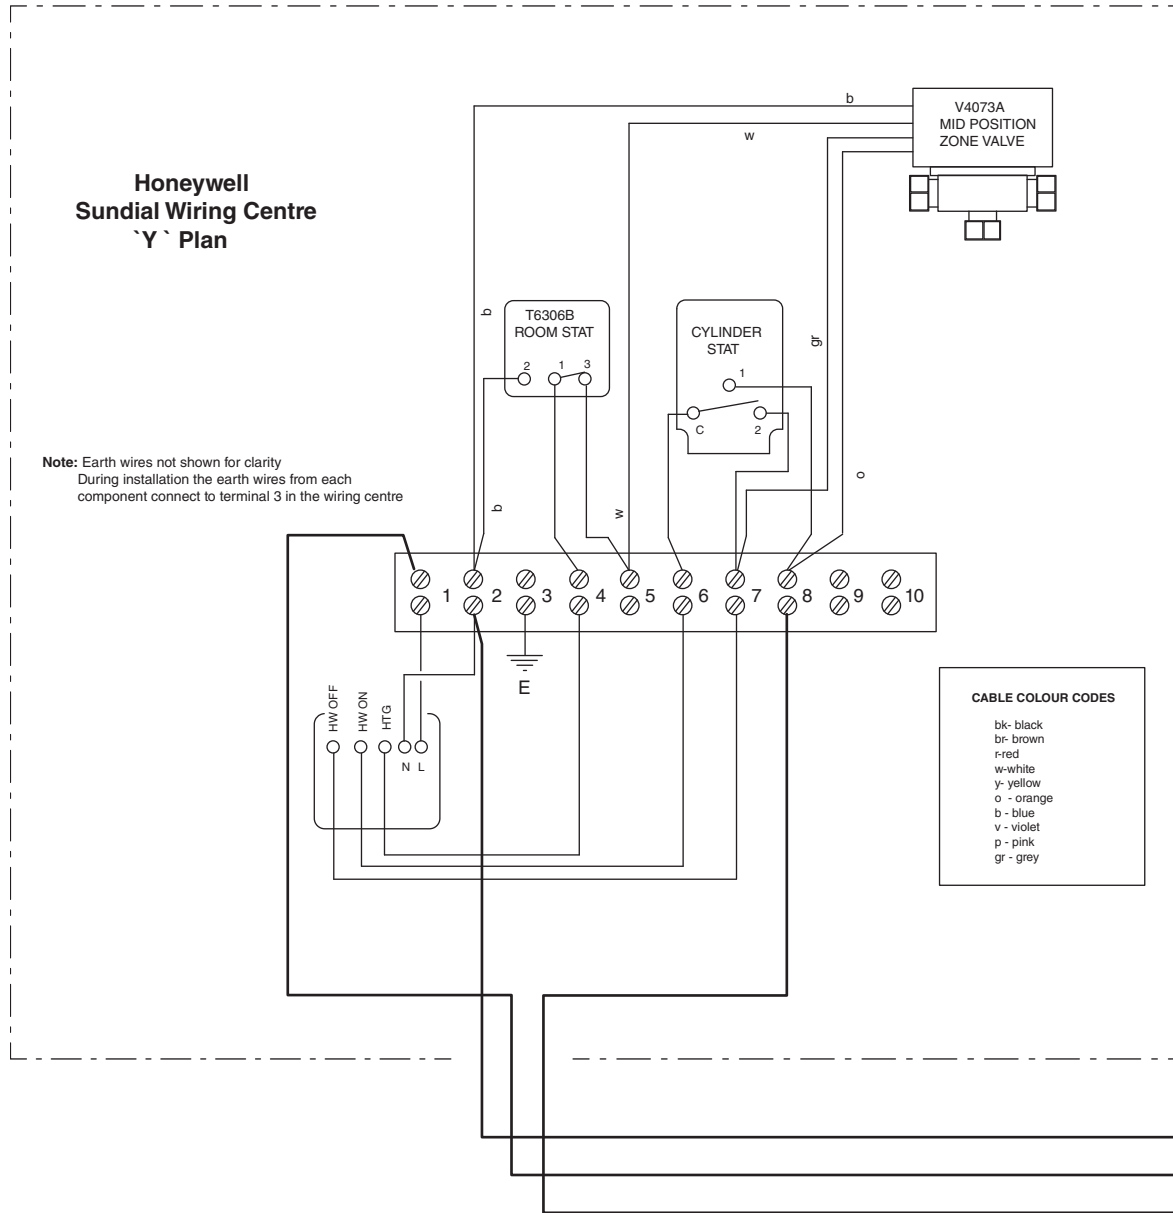 b
V4073A
MID POSITION
ZONE VALVE
w
Honeywell
Sundial Wiring Centre
`Y ` Plan
b
T6306B
ROOM STAT
2 1 3
CYLINDER
STAT
1
C 2
gr
Note: Earth wires not shown for clarity
During installation the earth wires from each
component connect to terminal 3 in the wiring centre
b
w
o
1 2 3 4 5 6 7 8 9 10
E
HW OFF
HW ON
HTG
N L
CABLE COLOUR CODES
bk- black
br- brown
r-red
w-white
y- yellow
o - orange
b - blue
v - violet
p - pink
gr - grey